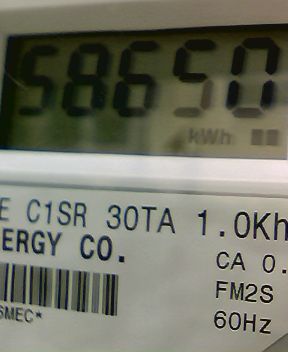 58650
kWh
E C1SR 30TA 1.0Kh
ERGY CO.
CA 0.
FM2S
SMEC*
60Hz